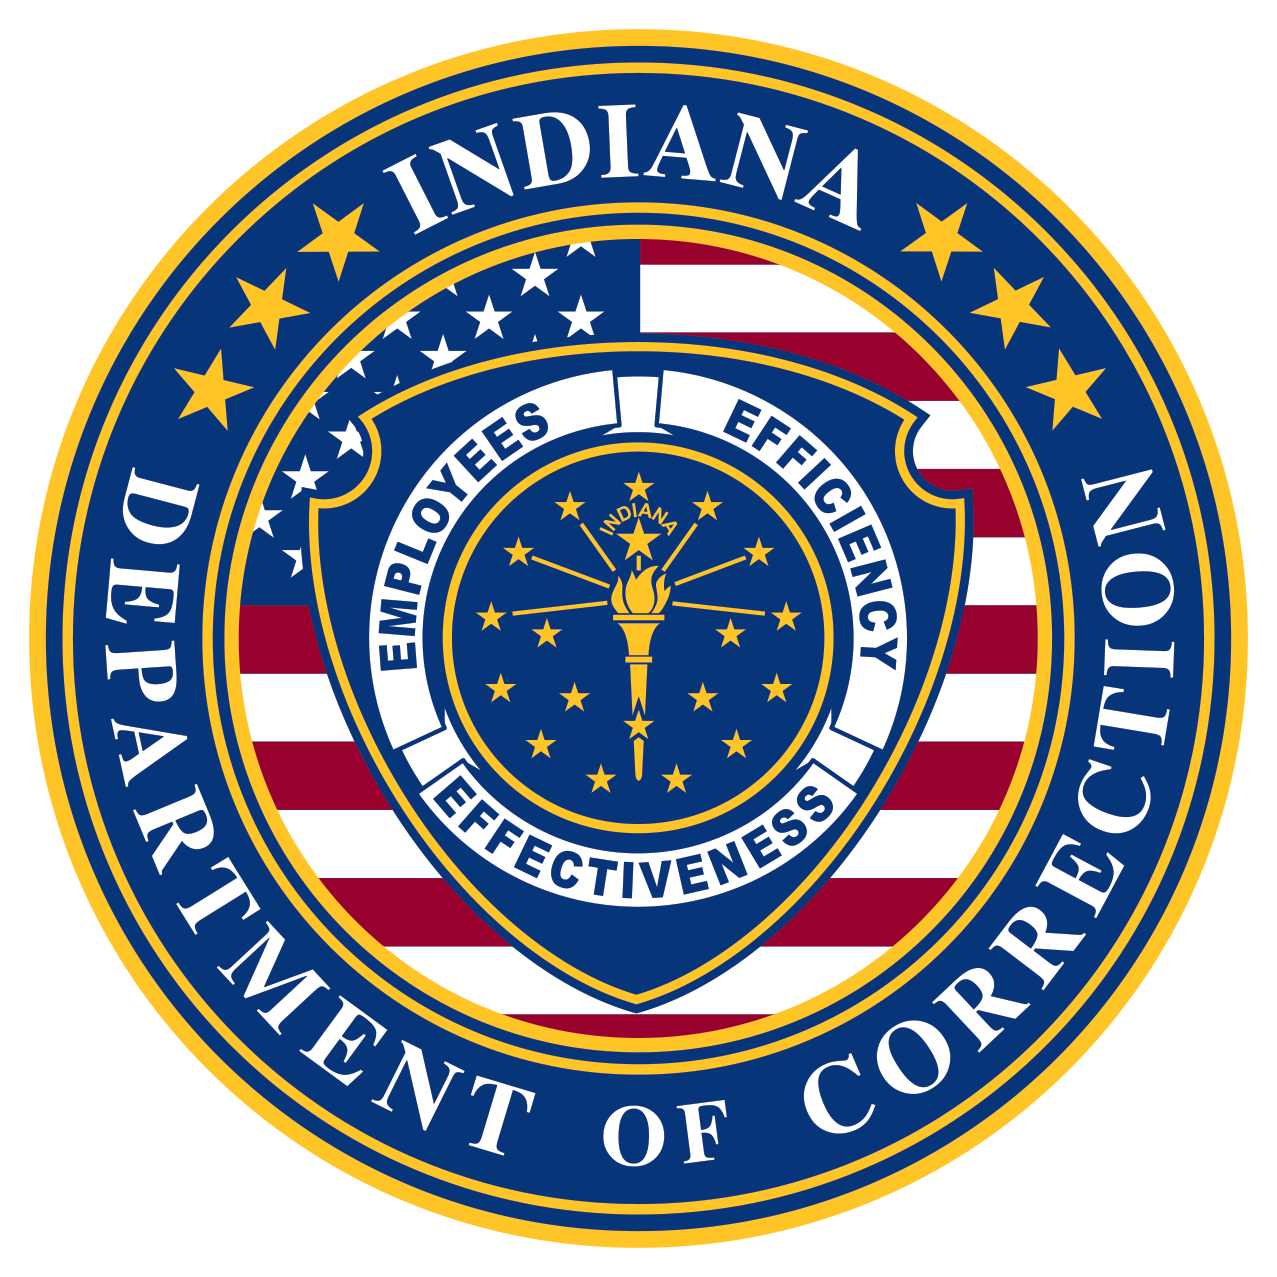 INDIANA
DEPARTMENT OF CORRECTION
EMPLOYEES
EFFICIENCY
EFFECTIVENESS
INDIANA